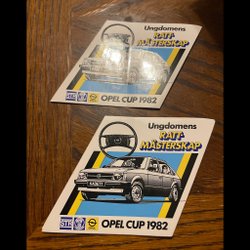 Ungdomens
RATT-
MÄSTERSKAP
OPEL CUP 1982
Ungdomens
RATT-
MÄSTERSKAP
OPEL CUP 1982